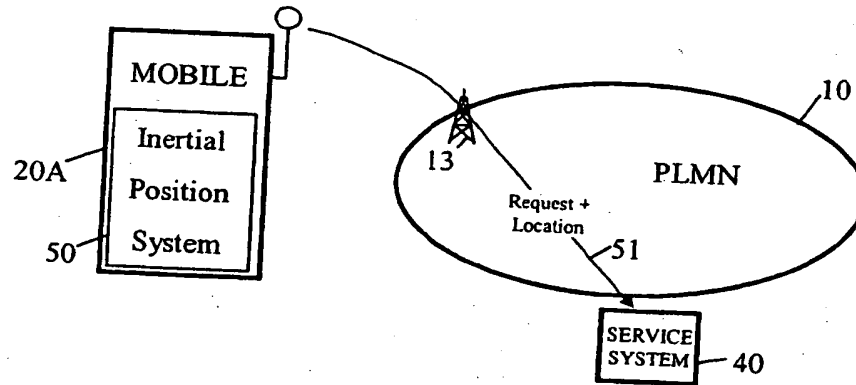 MOBILE
Inertial
Position
System
20A
50
13
10
PLMN
Request +
Location
51
SERVICE
SYSTEM
40